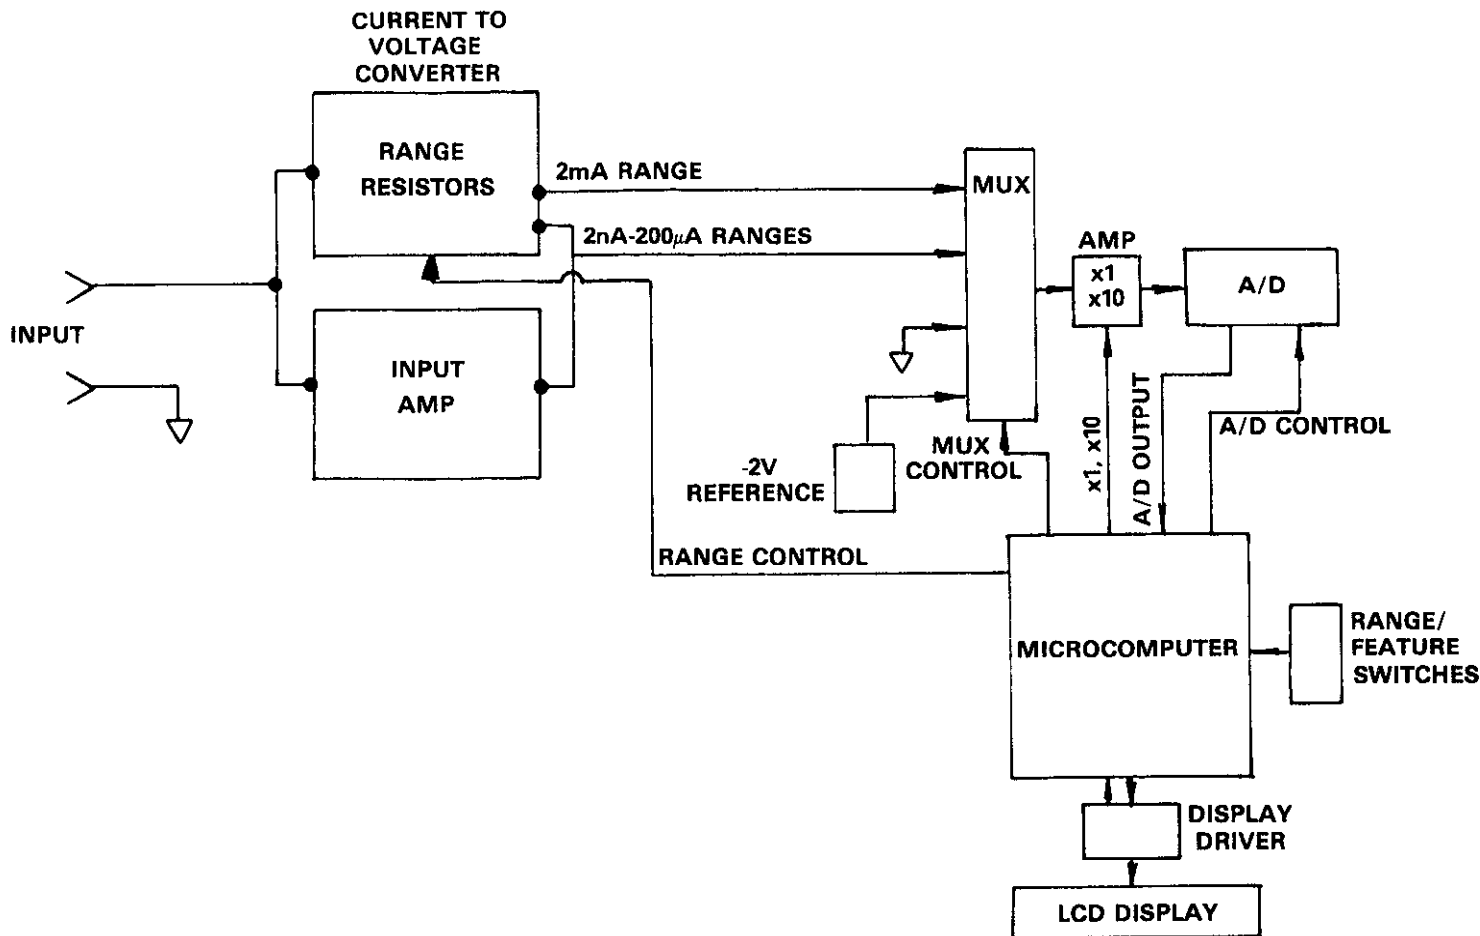 CURRENT TO
VOLTAGE
CONVERTER
RANGE
RESISTORS
2mA RANGE
2nA-200µA RANGES
MUX
AMP
x1
x10
A/D
INPUT
INPUT
AMP
-2V
REFERENCE
MUX
CONTROL
x1, x10
A/D OUTPUT
A/D CONTROL
RANGE CONTROL
MICROCOMPUTER
RANGE/
FEATURE
SWITCHES
DISPLAY
DRIVER
LCD DISPLAY